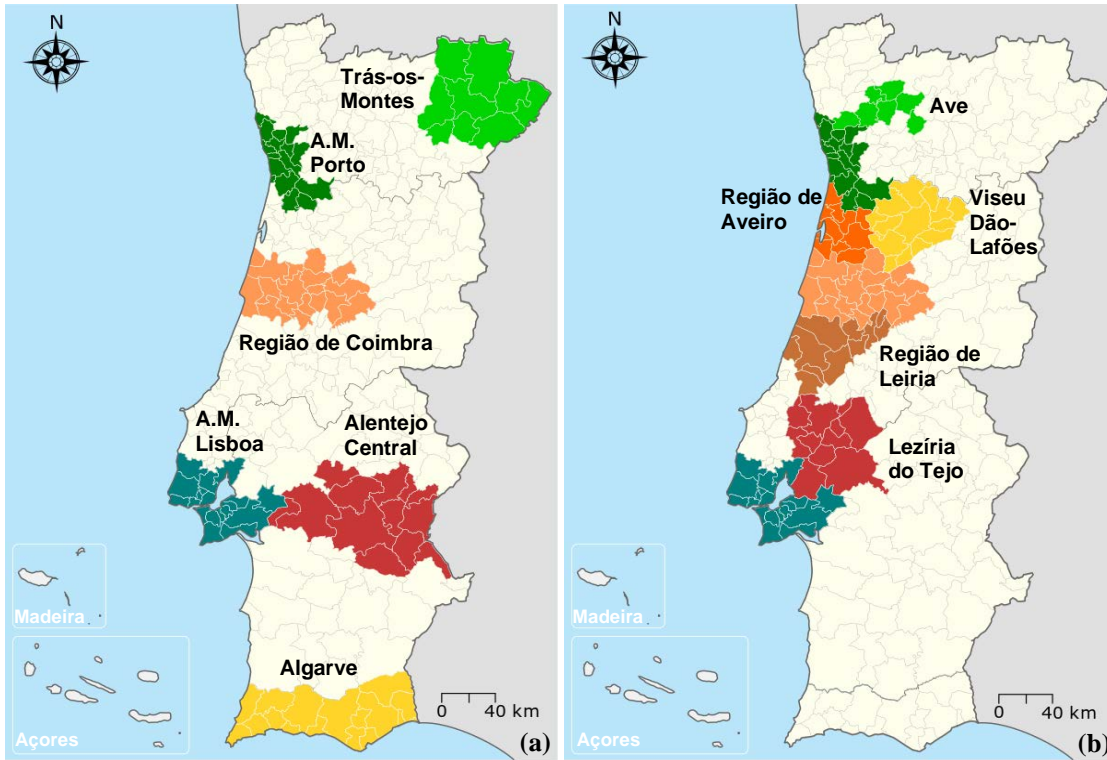 N
Trás-os-
Montes
A.M.
Porto
Região de Coimbra
A.M.
Lisboa
Alentejo
Central
Madeira
Algarve
Açores
0 40 km
(a)
N
Ave
Região de
Aveiro
Viseu
Dão-
Lafões
Região de
Leiria
Lezíria
do Tejo
Madeira
Açores
0 40 km
(b)